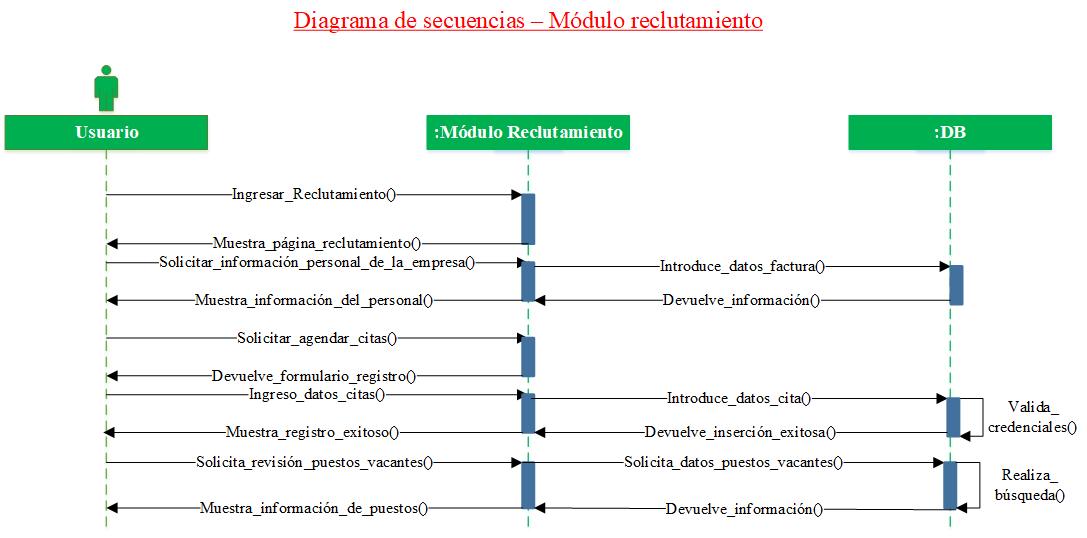 Diagrama de secuencias – Módulo reclutamiento
Usuario
:Módulo Reclutamiento
:DB
Ingresar_Reclutamiento()
Muestra_página_reclutamiento()
Solicitar_información_personal_de_la_empresa()
Introduce_datos_factura()
Muestra_información_del_personal()
Devuelve_información()
Solicitar_agendar_citas()
Devuelve_formulario_registro()
Ingreso_datos_citas()
Introduce_datos_cita()
Valida_
credenciales()
Muestra_registro_exitoso()
Devuelve_inserción_exitosa()
Solicita_revisión_puestos_vacantes()
Solicita_datos_puestos_vacantes()
Realiza_
búsqueda()
Muestra_información_de_puestos()
Devuelve_información()